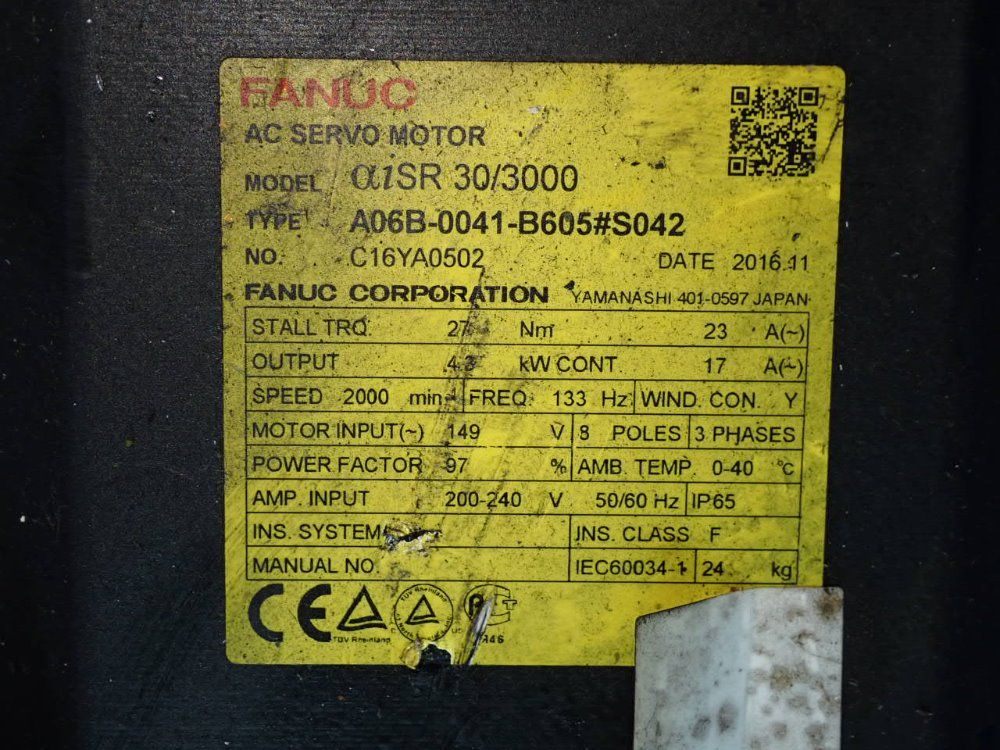 FANUC
AC SERVO MOTOR
MODEL αiSR 30/3000
TYPE A06B-0041-B605#S042
NO. C16YA0502 DATE 2016.11
FANUC CORPORATION YAMANASHI 401-0597 JAPAN
STALL TRQ. 27 Nm 23 A(~)
OUTPUT kW CONT. 17 A(~)
SPEED 2000 min-1 FREQ. 133 Hz WIND. CON. Y
MOTOR INPUT(~) 149 V 8 POLES 3 PHASES
POWER FACTOR 97 % AMB. TEMP. 0-40 °C
AMP. INPUT 200-240 V 50/60 Hz IP65
INS. SYSTEM INS. CLASS F
MANUAL NO. IEC60034-1 24 kg
CE
TÜV Rheinland